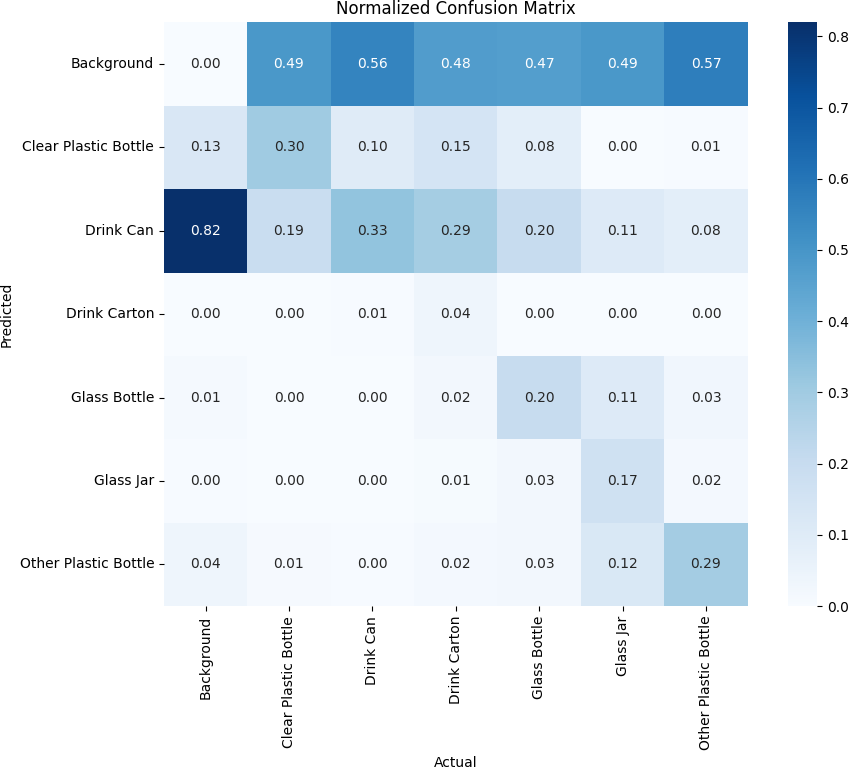 Normalized Confusion Matrix
Background 0.00 0.49 0.56 0.48 0.47 0.49 0.57
Clear Plastic Bottle 0.13 0.30 0.10 0.15 0.08 0.00 0.01
Drink Can 0.82 0.19 0.33 0.29 0.20 0.11 0.08
Drink Carton 0.00 0.00 0.01 0.04 0.00 0.00 0.00
Glass Bottle 0.01 0.00 0.00 0.02 0.20 0.11 0.03
Glass Jar 0.00 0.00 0.00 0.01 0.03 0.17 0.02
Other Plastic Bottle 0.04 0.01 0.00 0.02 0.03 0.12 0.29
Predicted
Background
Clear Plastic Bottle
Drink Can
Drink Carton
Glass Bottle
Glass Jar
Other Plastic Bottle
Actual
0.8
0.7
0.6
0.5
0.4
0.3
0.2
0.1
0.0